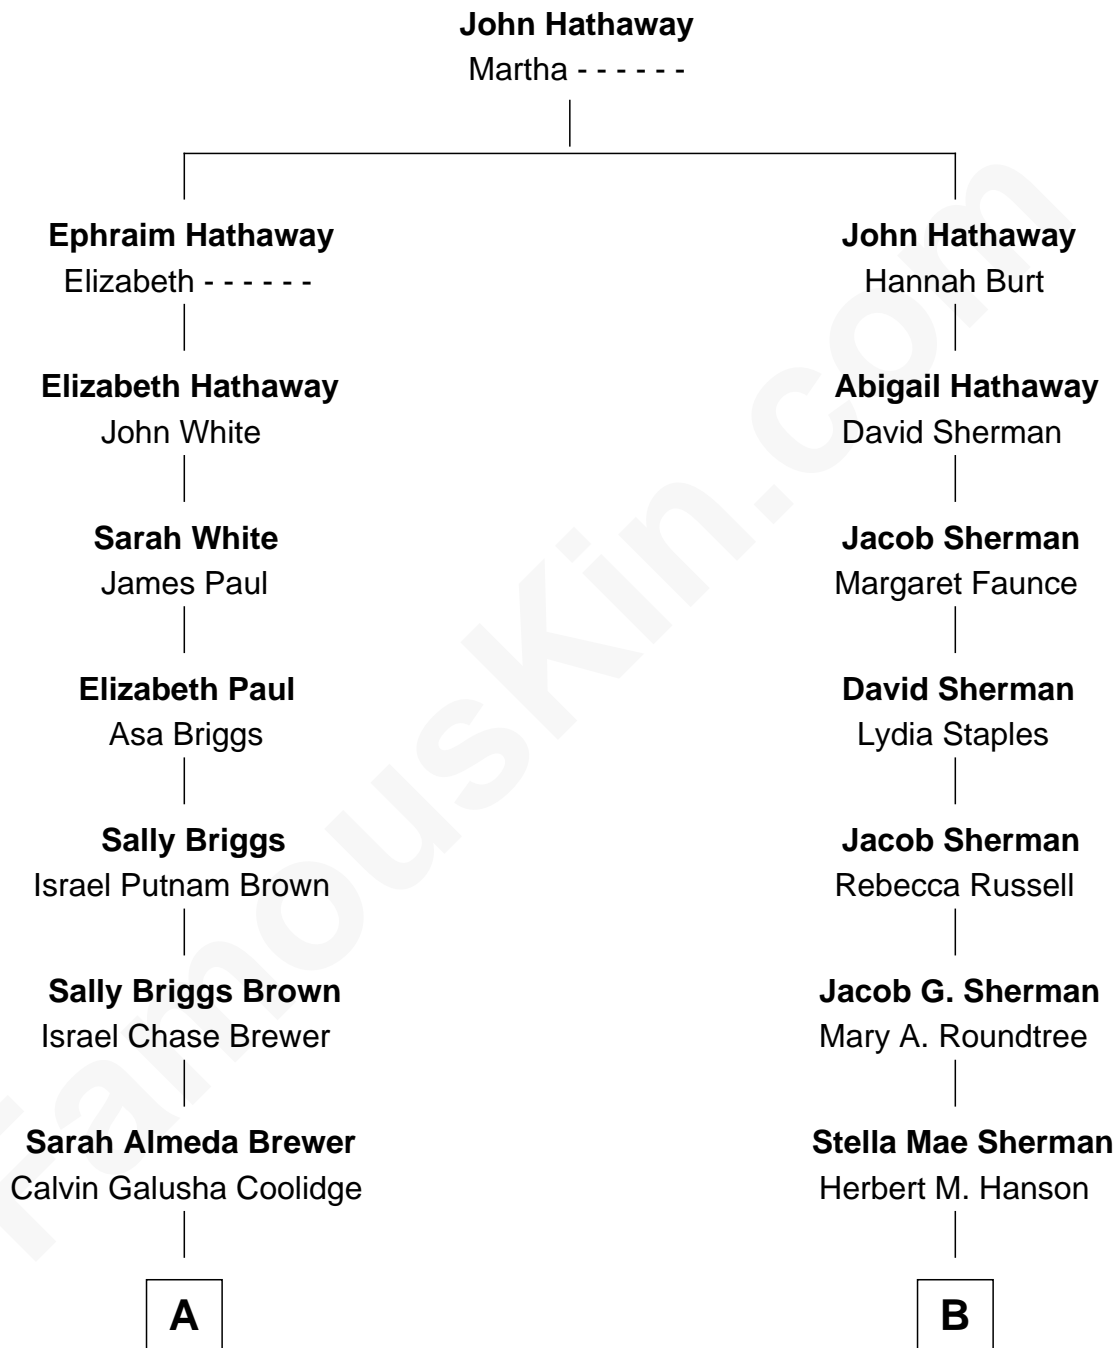 John Hathaway
Martha - - - - - -
Ephraim Hathaway
Elizabeth - - - - - -
John Hathaway
Hannah Burt
Elizabeth Hathaway
John White
Abigail Hathaway
David Sherman
Sarah White
James Paul
Jacob Sherman
Margaret Faunce
Elizabeth Paul
Asa Briggs
David Sherman
Lydia Staples
Sally Briggs
Israel Putnam Brown
Jacob Sherman
Rebecca Russell
Sally Briggs Brown
Israel Chase Brewer
Jacob G. Sherman
Mary A. Roundtree
Sarah Almeda Brewer
Calvin Galusha Coolidge
Stella Mae Sherman
Herbert M. Hanson
A
B
FamousKin.com